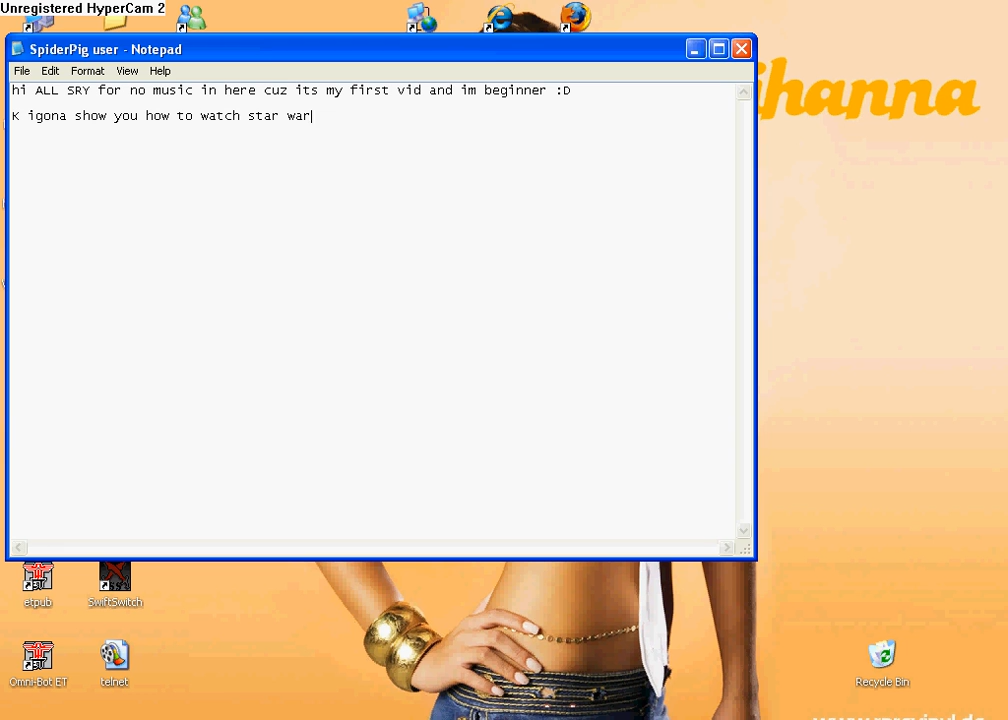 Unregistered HyperCam 2
SpiderPig user - Notepad
File Edit Format View Help
hi ALL SRY for no music in here cuz its my first vid and im beginner :D
K igona show you how to watch star war
ihanna
etpub
SwiftSwitch
Omni-Bot ET
telnet
Recycle Bin